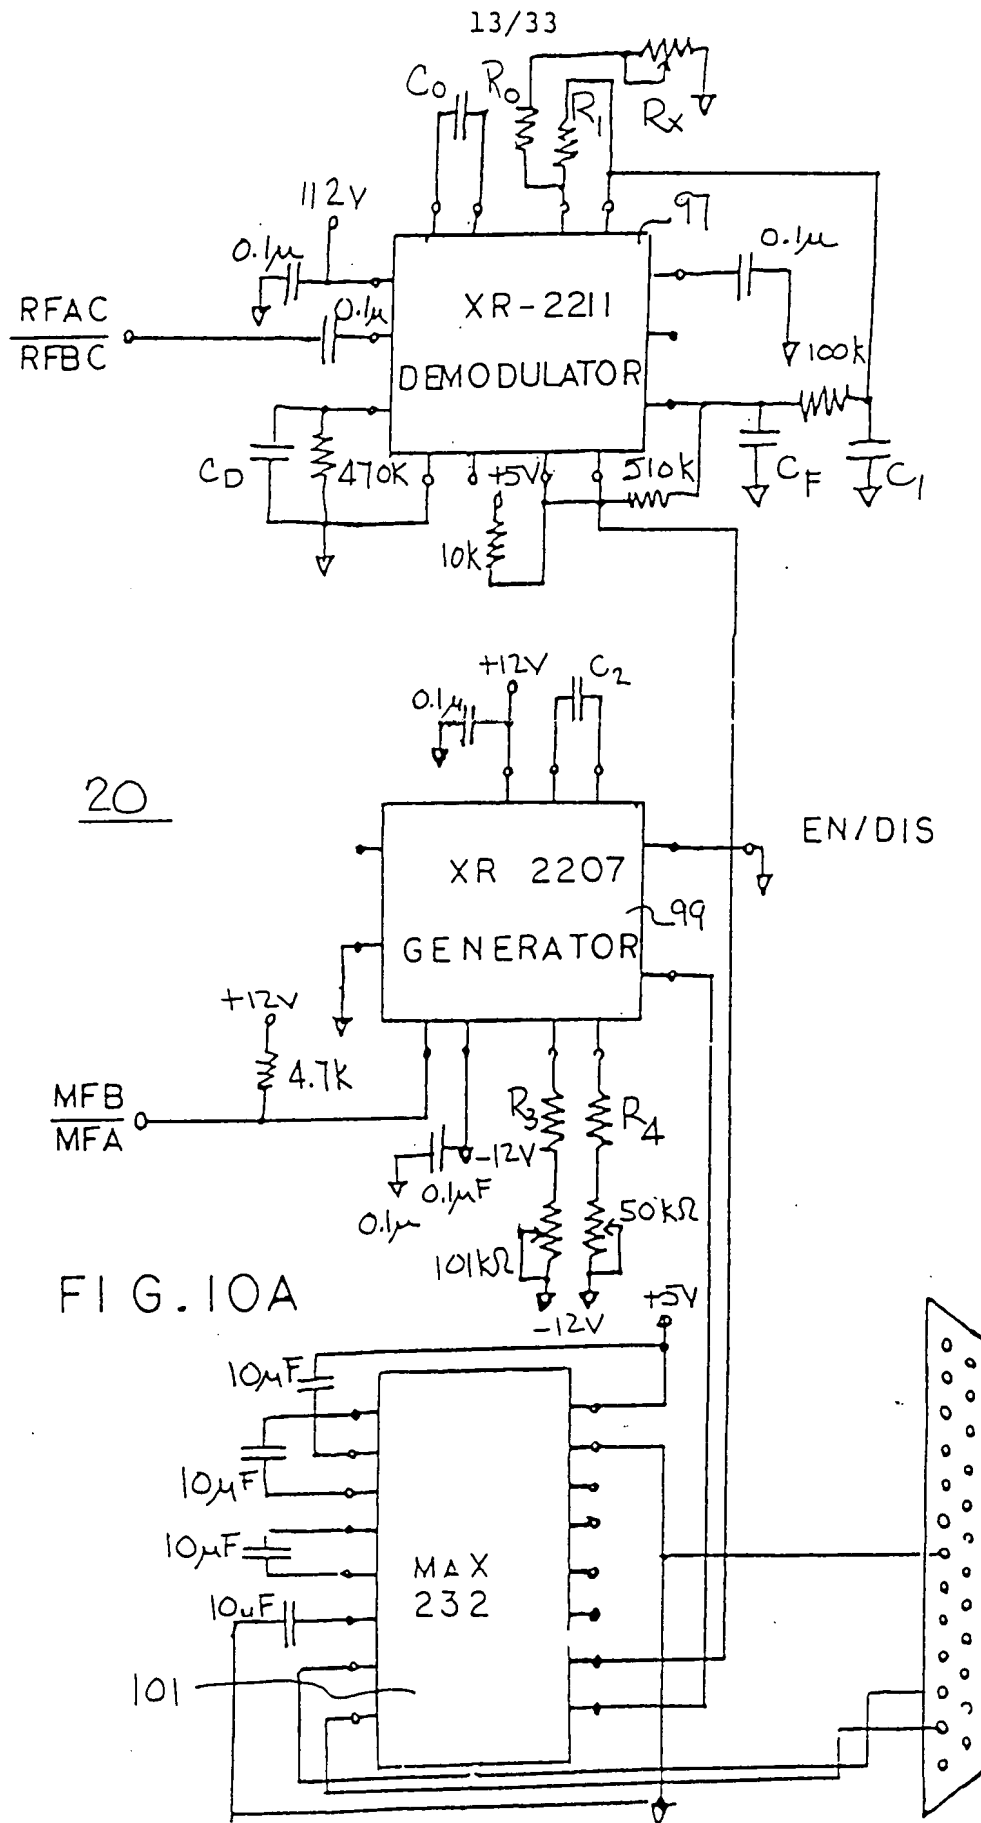 13/33
C₀
R₀
R₁
Rx
112V
97
0.1μ
0.1μ
0.1μ
RFAC
RFBC
XR-2211
DEMODULATOR
100k
CD
470K
+5V
510k
CF
C₁
10k
+12V
C₂
0.1μ
20
EN/DIS
XR 2207
99
GENERATOR
+12V
4.7K
MFB
MFA
R₃
R₄
-12V
0.1μF
0.1μ
50kΩ
101kΩ
FIG.10A
-12V
+5V
10μF
10μF
10μF
MAX
232
10uF
101